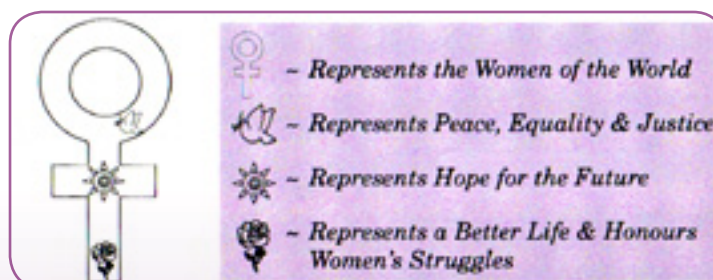 ~ Represents the Women of the World
~ Represents Peace, Equality & Justice
~ Represents Hope for the Future
~ Represents a Better Life & Honours
Women's Struggles